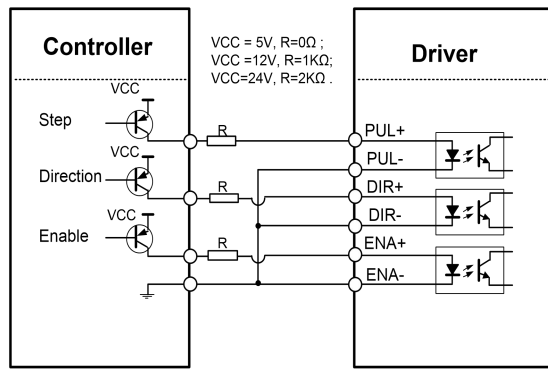 Controller
VCC = 5V, R=0Ω ;
VCC =12V, R=1KΩ;
VCC=24V, R=2KΩ .
Driver
VCC
Step
R
PUL+
VCC
PUL-
Direction
R
DIR+
VCC
DIR-
Enable
R
ENA+
ENA-